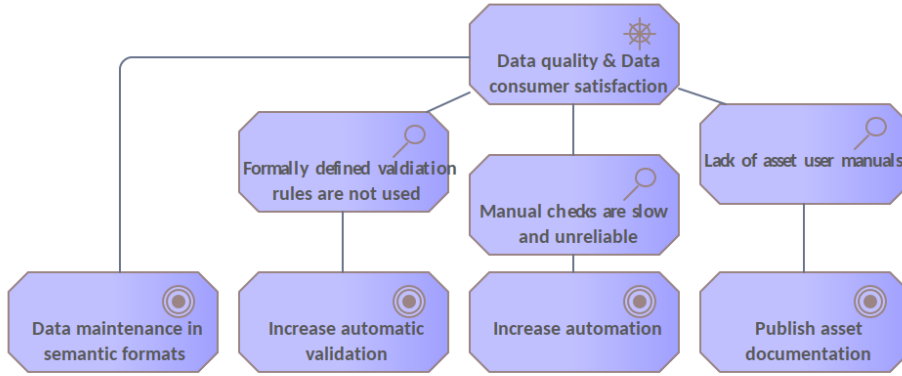 Data quality & Data
consumer satisfaction
Formally defined valdiation
rules are not used
Manual checks are slow
and unreliable
Lack of asset user manuals
Data maintenance in
semantic formats
Increase automatic
validation
Increase automation
Publish asset
documentation